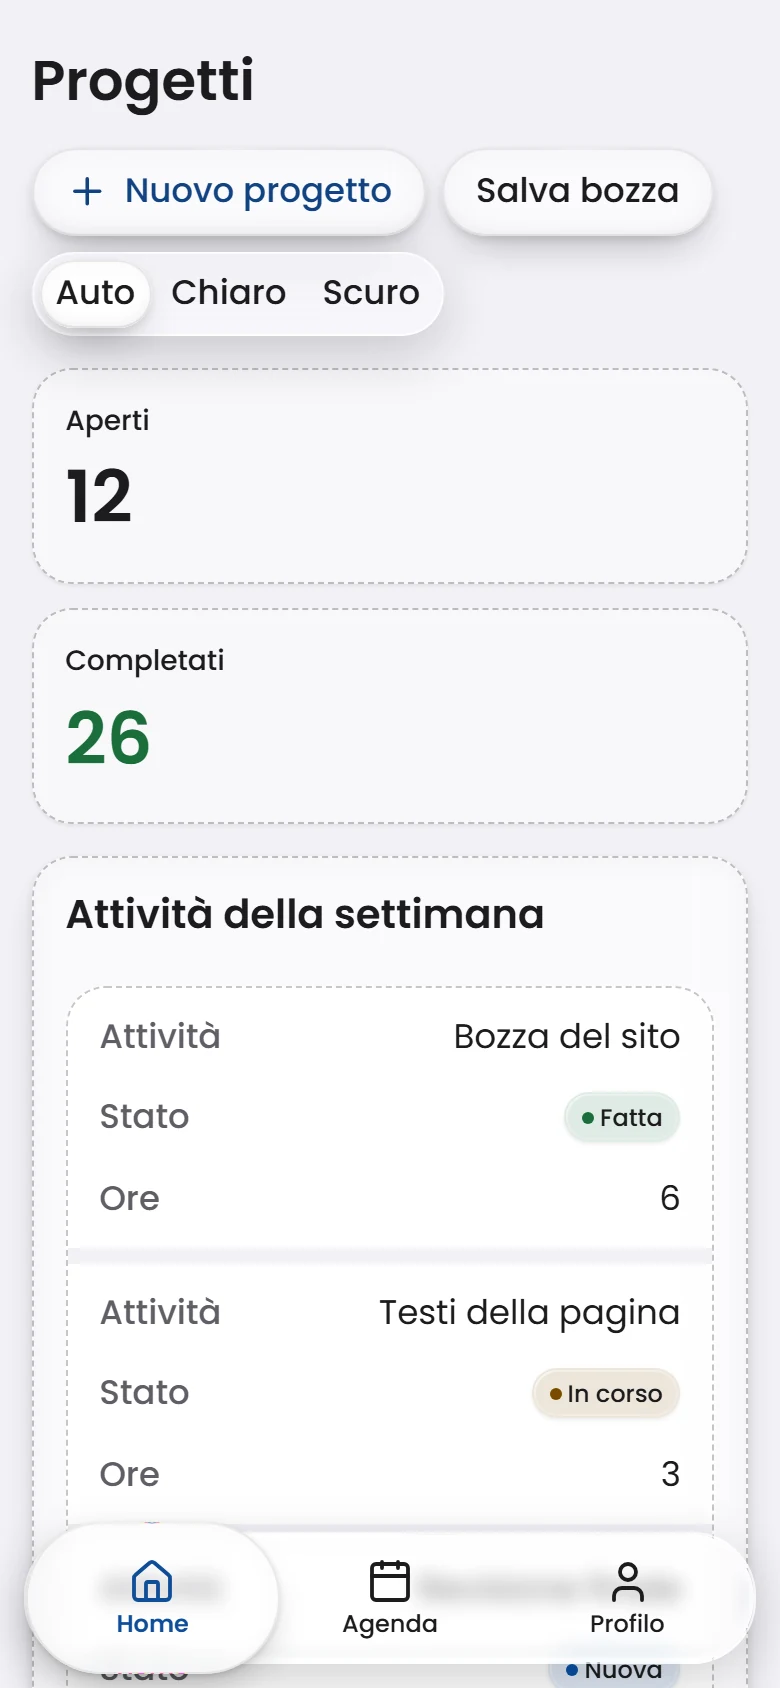 Progetti
Nuovo progetto
Salva bozza
Auto Chiaro Scuro
Aperti
12
Completati
26
Attività della settimana
Attività Bozza del sito
Stato Fatta
Ore 6
Attività Testi della pagina
Stato In corso
Ore 3
Home Agenda Profilo
Stato Nuova